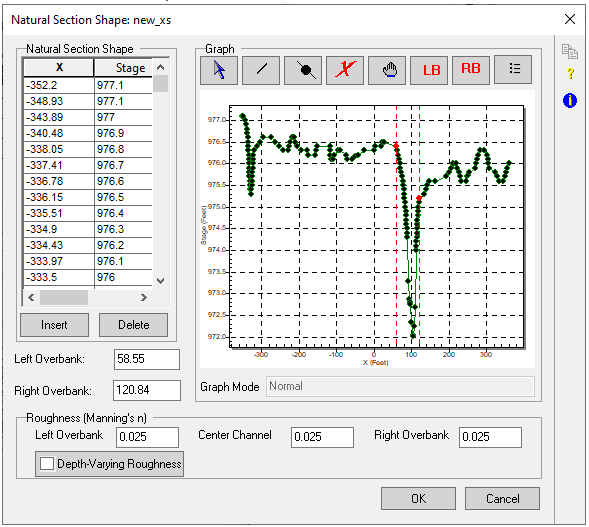 Natural Section Shape: new_xs
Natural Section Shape
X Stage
-352.2 977.1
-348.93 977.1
-343.89 977
-340.48 976.9
-338.05 976.8
-337.41 976.7
-336.78 976.6
-336.15 976.5
-335.51 976.4
-334.9 976.3
-334.43 976.2
-333.97 976.1
-333.5 976
Insert Delete
Left Overbank: 58.55
Right Overbank: 120.84
Graph
X LB RB
977.0
976.5
976.0
975.5
975.0
974.5
974.0
973.5
973.0
972.5
972.0
Stage (Feet)
-300 -200 -100 0 100 200 300
X (Feet)
Graph Mode Normal
Roughness (Manning's n)
Left Overbank 0.025 Center Channel 0.025 Right Overbank 0.025
Depth-Varying Roughness
OK Cancel
?
i